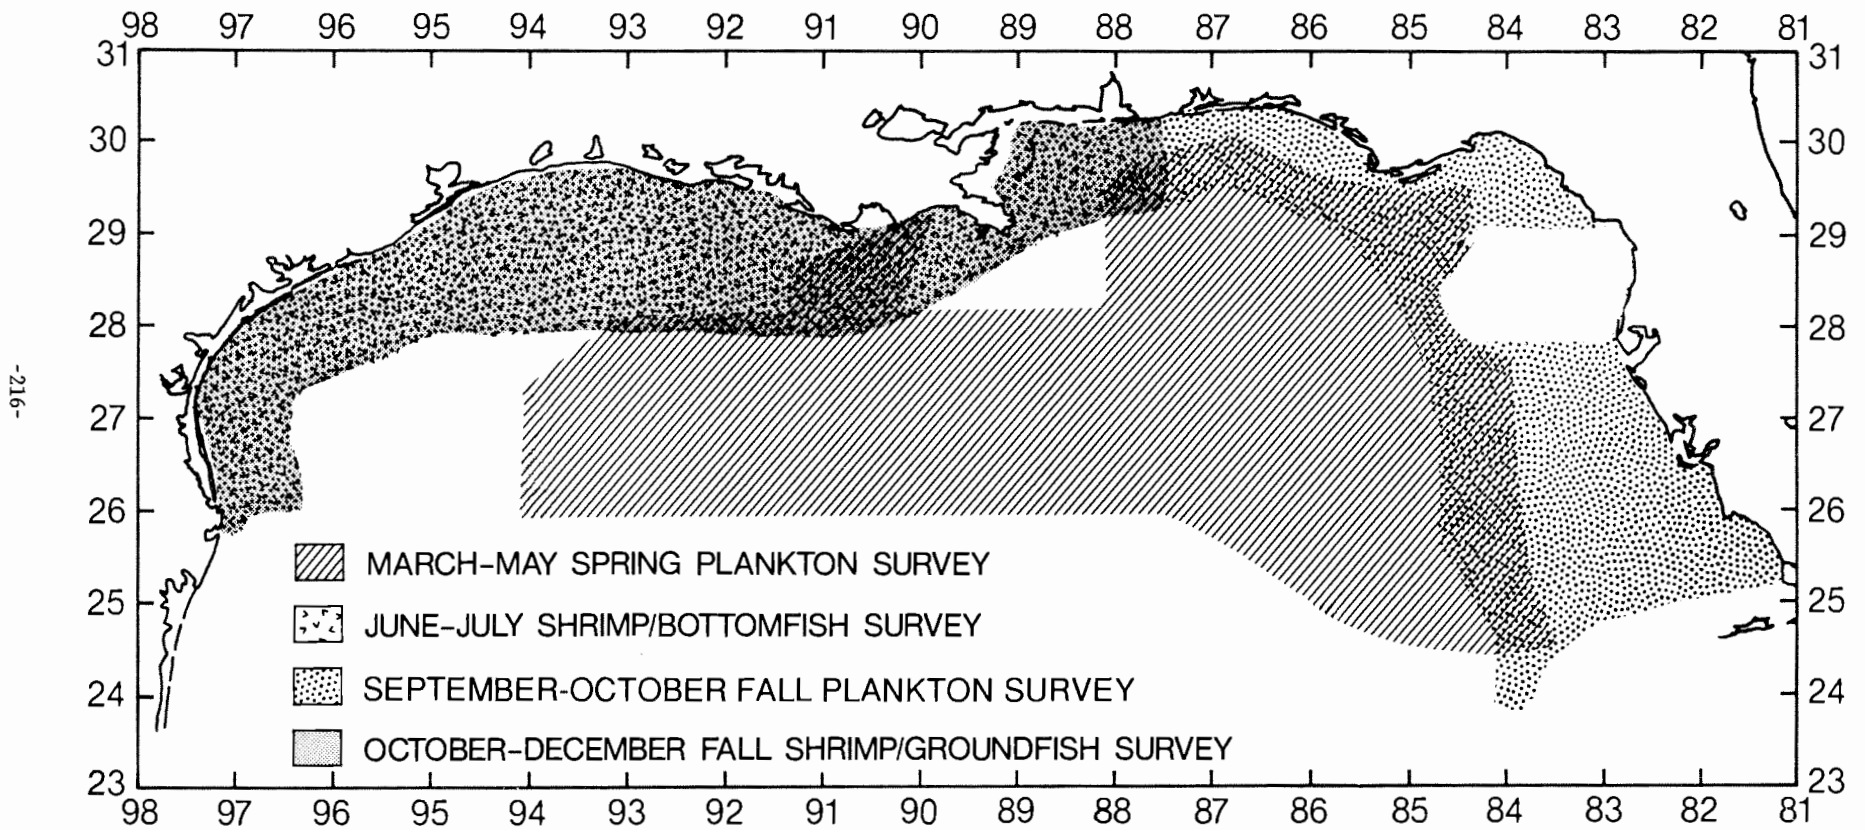 98 97 96 95 94 93 92 91 90 89 88 87 86 85 84 83 82 81
31 31
30 30
29 29
28 28
-216-
27 27
26 26
MARCH-MAY SPRING PLANKTON SURVEY
25 25
JUNE-JULY SHRIMP/BOTTOMFISH SURVEY
24 24
SEPTEMBER-OCTOBER FALL PLANKTON SURVEY
OCTOBER-DECEMBER FALL SHRIMP/GROUNDFISH SURVEY
23 23
98 97 96 95 94 93 92 91 90 89 88 87 86 85 84 83 82 81